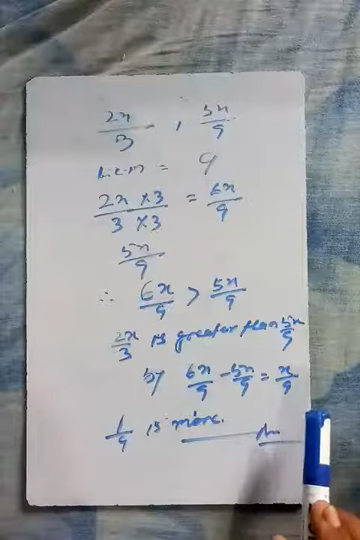 2x/3 , 5x/9
L.C.M = 9
2x × 3 / 3 × 3 = 6x/9
5x/9
∴ 6x/9 > 5x/9
2x/3 is greater than 5x/9
by 6x/9 - 5x/9 = x/9
1/9 is more.